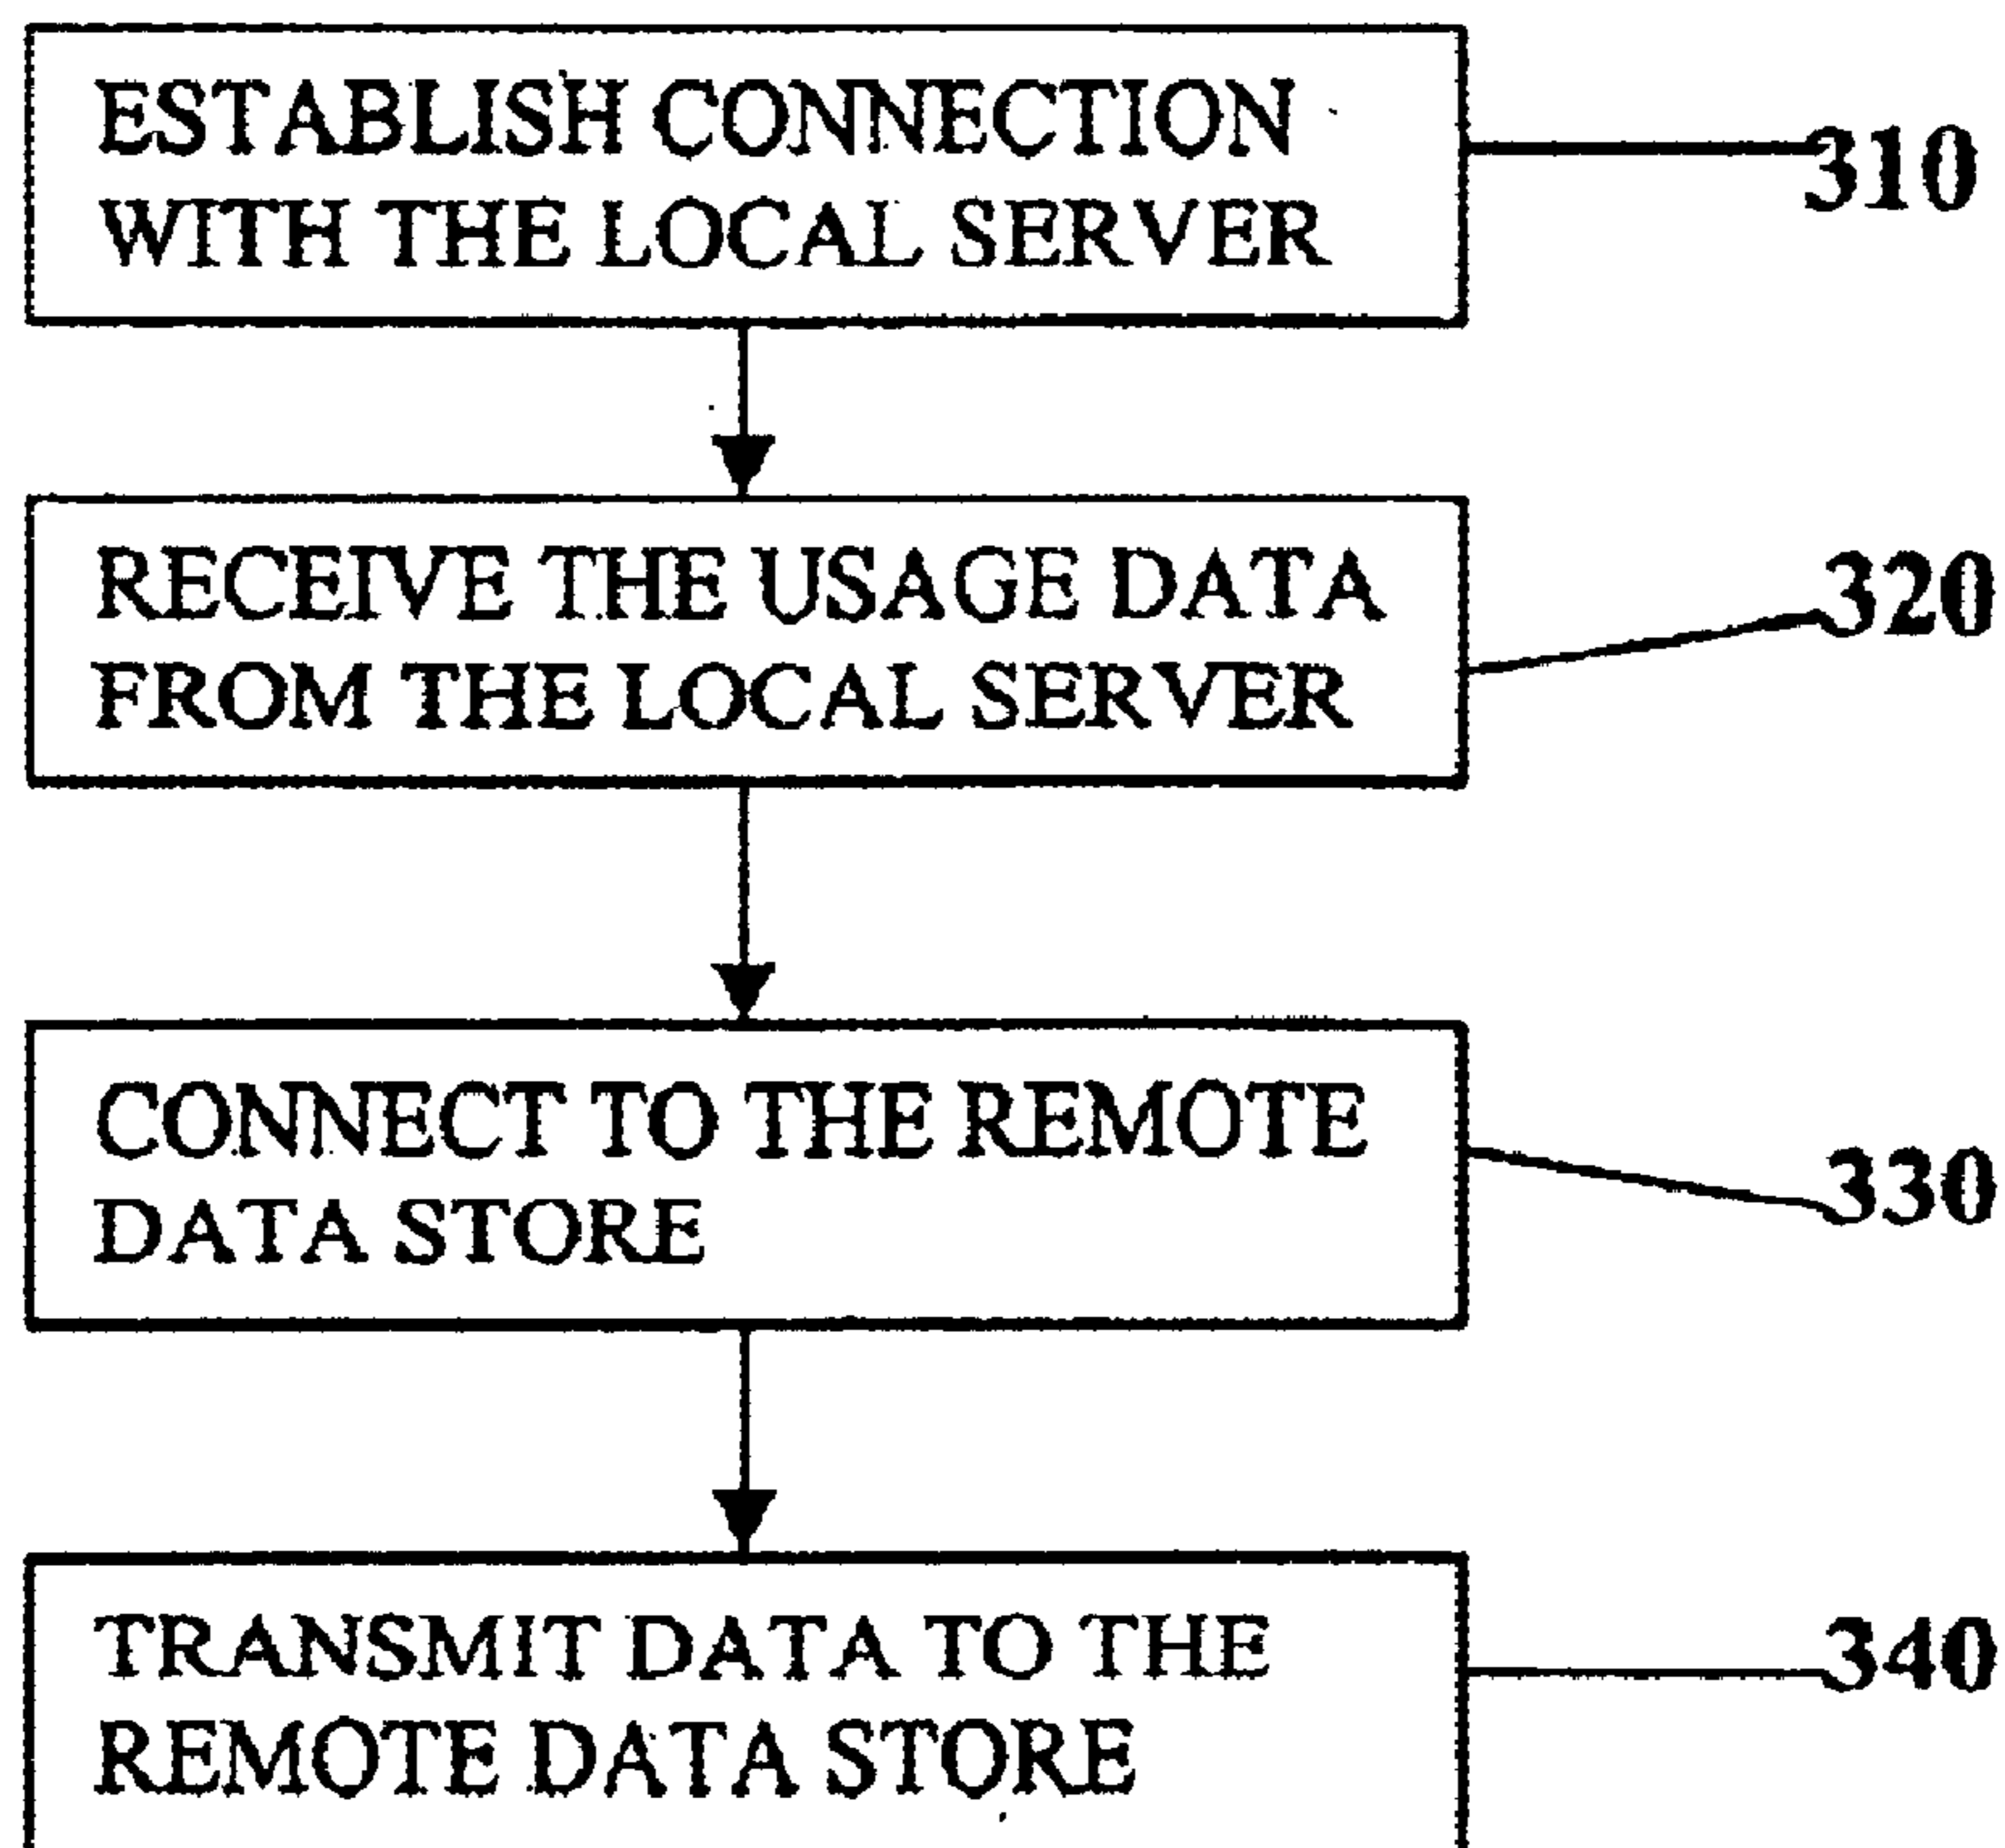 ESTABLISH CONNECTION
WITH THE LOCAL SERVER
310
RECEIVE THE USAGE DATA
FROM THE LOCAL SERVER
320
CONNECT TO THE REMOTE
DATA STORE
330
TRANSMIT DATA TO THE
REMOTE DATA STORE
340